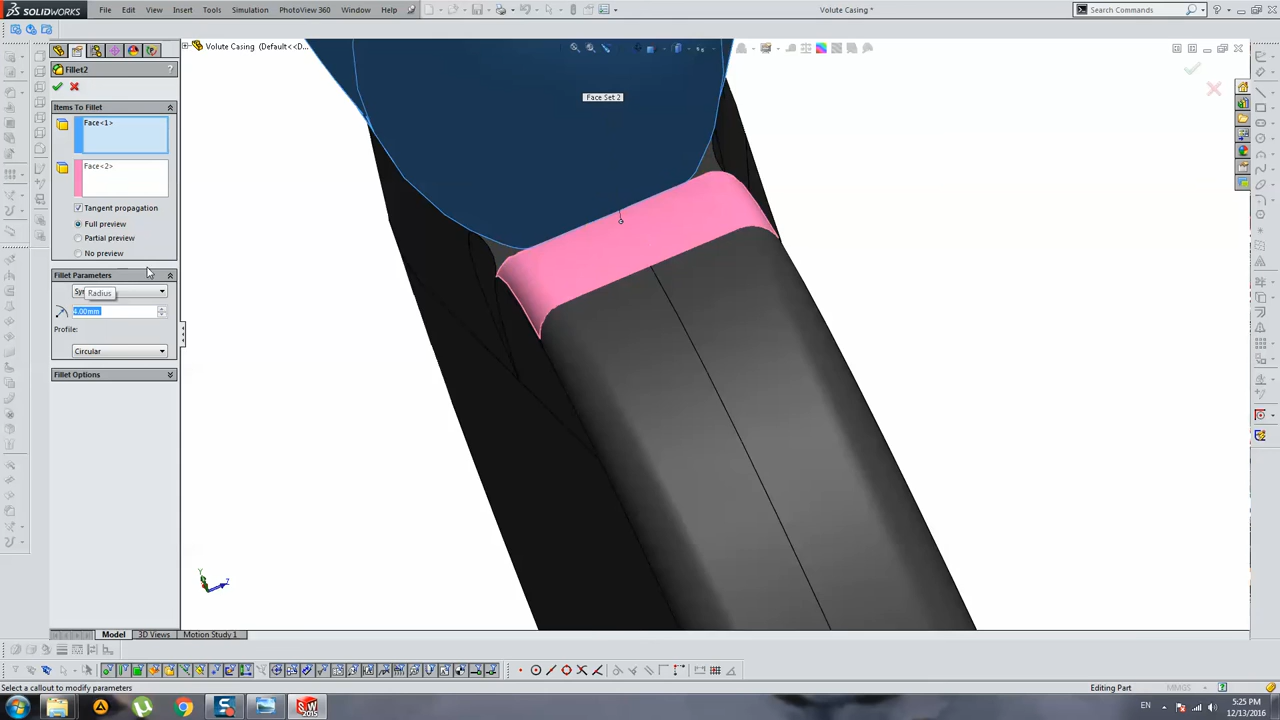 SOLIDWORKS File Edit View Insert Tools Simulation PhotoView 360 Window Help Volute Casing * Search Commands
Volute Casing (Default<<D...
Fillet2 ?
Items To Fillet
Face<1>
Face<2>
Tangent propagation
Full preview
Partial preview
No preview
Fillet Parameters
Radius
4.00mm
Profile:
Circular
Fillet Options
Face Set 2
Y
Z
Model 3D Views Motion Study 1
Select a callout to modify parameters Editing Part MMGS
EN 5:25 PM
12/13/2016